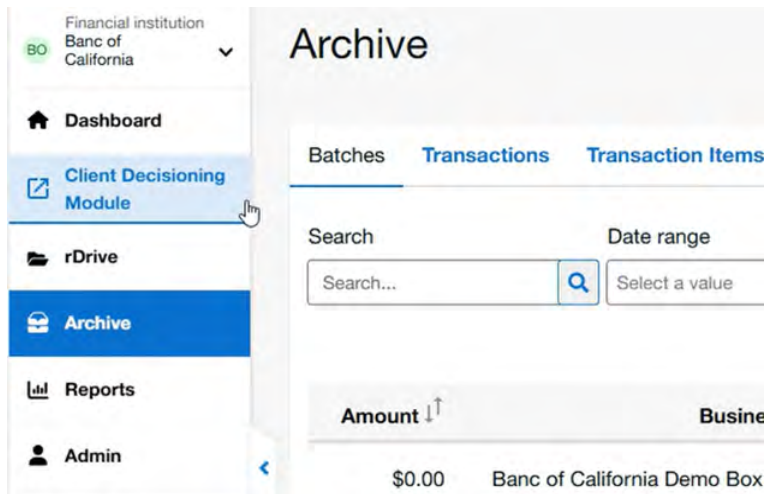 Financial institution
BO
Banc of
California
Dashboard
Client Decisioning
Module
rDrive
Archive
Reports
Admin
Archive
Batches Transactions Transaction Items
Search Date range
Search... Select a value
Amount Busine
$0.00 Banc of California Demo Box